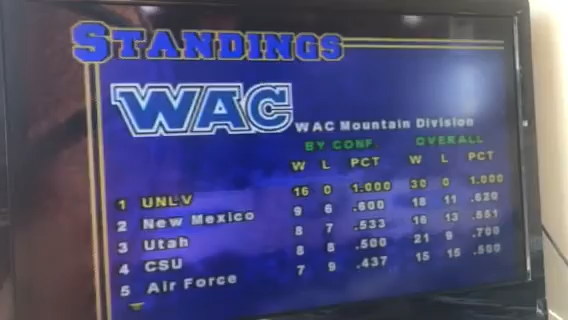 STANDINGS
WAC
WAC Mountain Division
BY CONF. OVERALL
W L PCT W L PCT
1 UNLV 16 0 1.000 30 0 1.000
2 New Mexico 9 6 .600 18 11 .620
3 Utah 8 7 .533 16 13 .551
4 CSU 8 8 .500 21 9 .700
5 Air Force 7 9 .437 15 15 .500